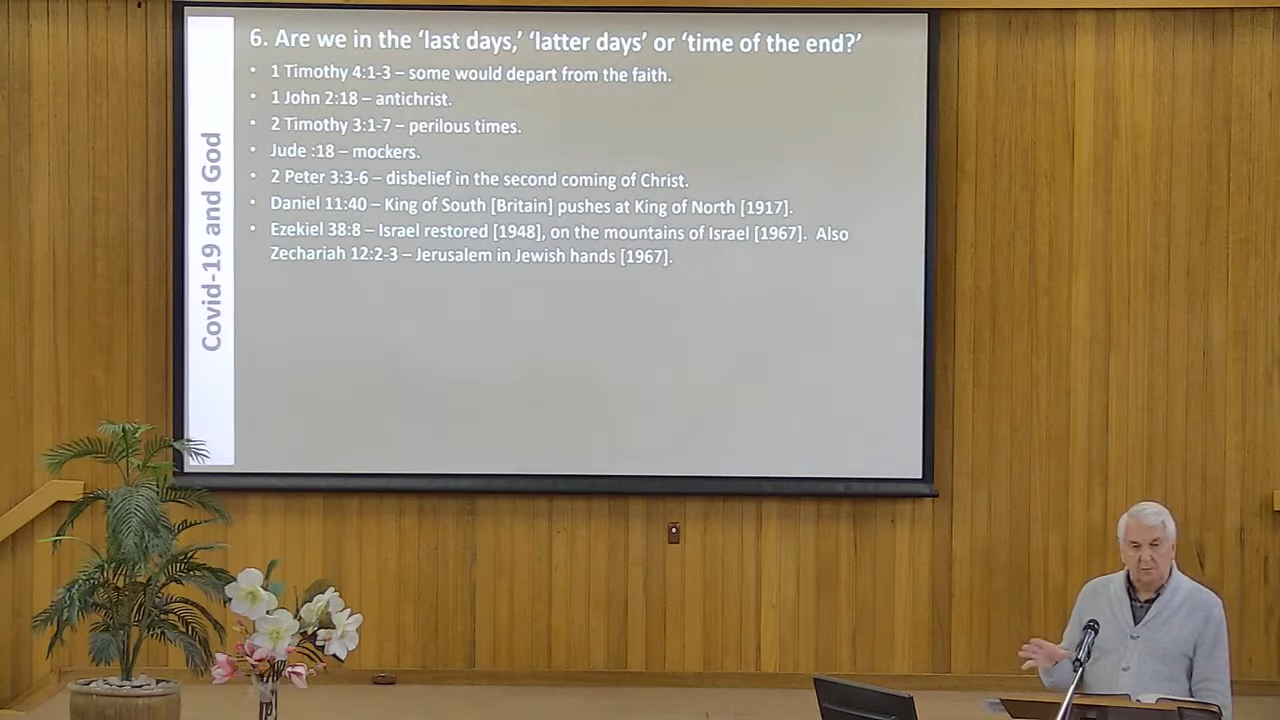 Covid-19 and God
6. Are we in the ‘last days,’ ‘latter days’ or ‘time of the end?’
• 1 Timothy 4:1-3 – some would depart from the faith.
• 1 John 2:18 – antichrist.
• 2 Timothy 3:1-7 – perilous times.
• Jude :18 – mockers.
• 2 Peter 3:3-6 – disbelief in the second coming of Christ.
• Daniel 11:40 – King of South [Britain] pushes at King of North [1917].
• Ezekiel 38:8 – Israel restored [1948], on the mountains of Israel [1967]. Also
Zechariah 12:2-3 – Jerusalem in Jewish hands [1967].